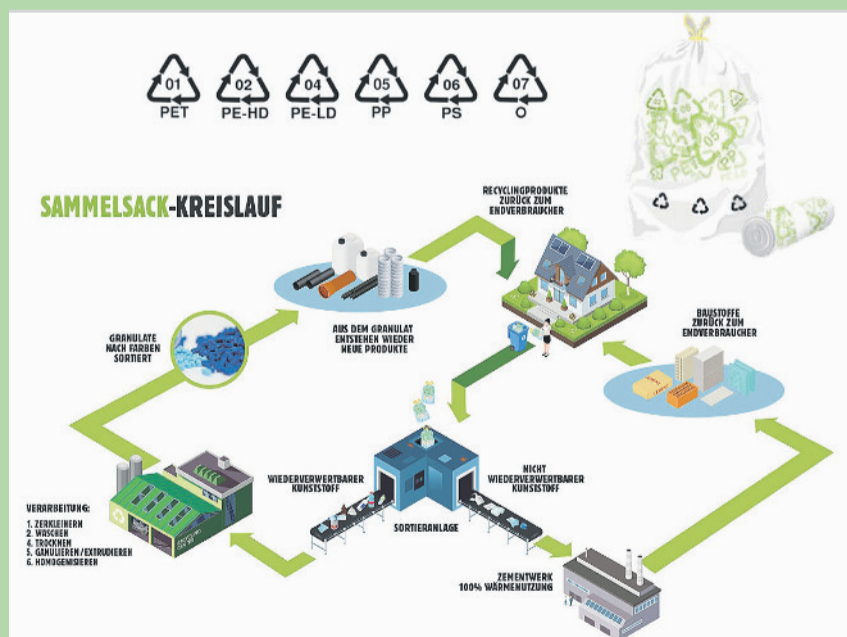 01
PET
02
PE-HD
04
PE-LD
05
PP
06
PS
07
O
SAMMELSACK-KREISLAUF
RECYCLINGPRODUKTE
ZURÜCK ZUM
ENDVERBRAUCHER
GRANULATE
NACH FARBEN
SORTIERT
AUS DEM GRANULAT
ENTSTEHEN WIEDER
NEUE PRODUKTE
BAUSTOFFE
ZURÜCK ZUM
ENDVERBRAUCHER
WIEDERVERWERTBARER
KUNSTSTOFF
NICHT
WIEDERVERWERTBARER
KUNSTSTOFF
SORTIERANLAGE
VERARBEITUNG:
1. ZERKLEINERN
2. WASCHEN
4. TROCKNEN
5. GANULIEREN/EXTRUDIEREN
6. HOMOGENISIEREN
ZEMENTWERK
100% WÄRMENUTZUNG
05
PP